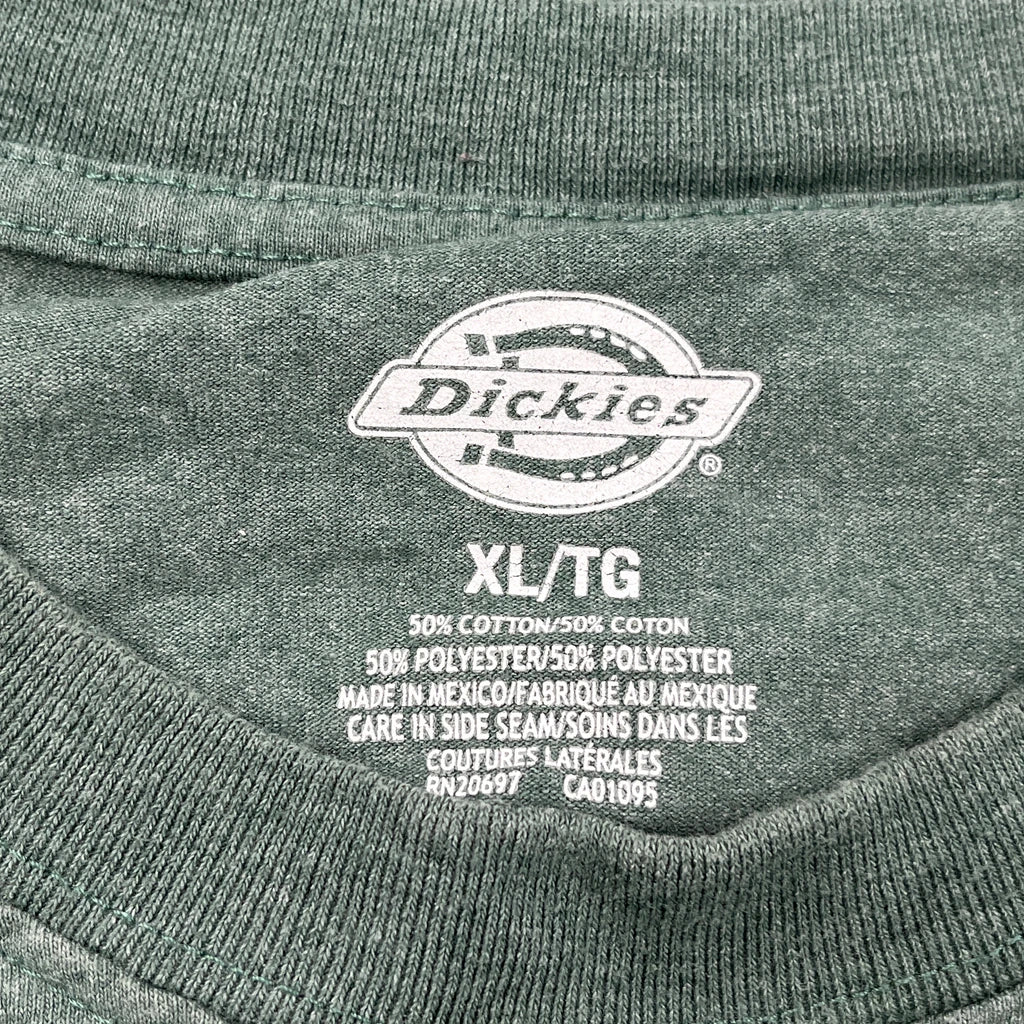 Dickies
®
XL/TG
50% COTTON/50% COTON
50% POLYESTER/50% POLYESTER
MADE IN MEXICO/FABRIQUÉ AU MEXIQUE
CARE IN SIDE SEAM/SOINS DANS LES
COUTURES LATÉRALES
RN20697 CA01095